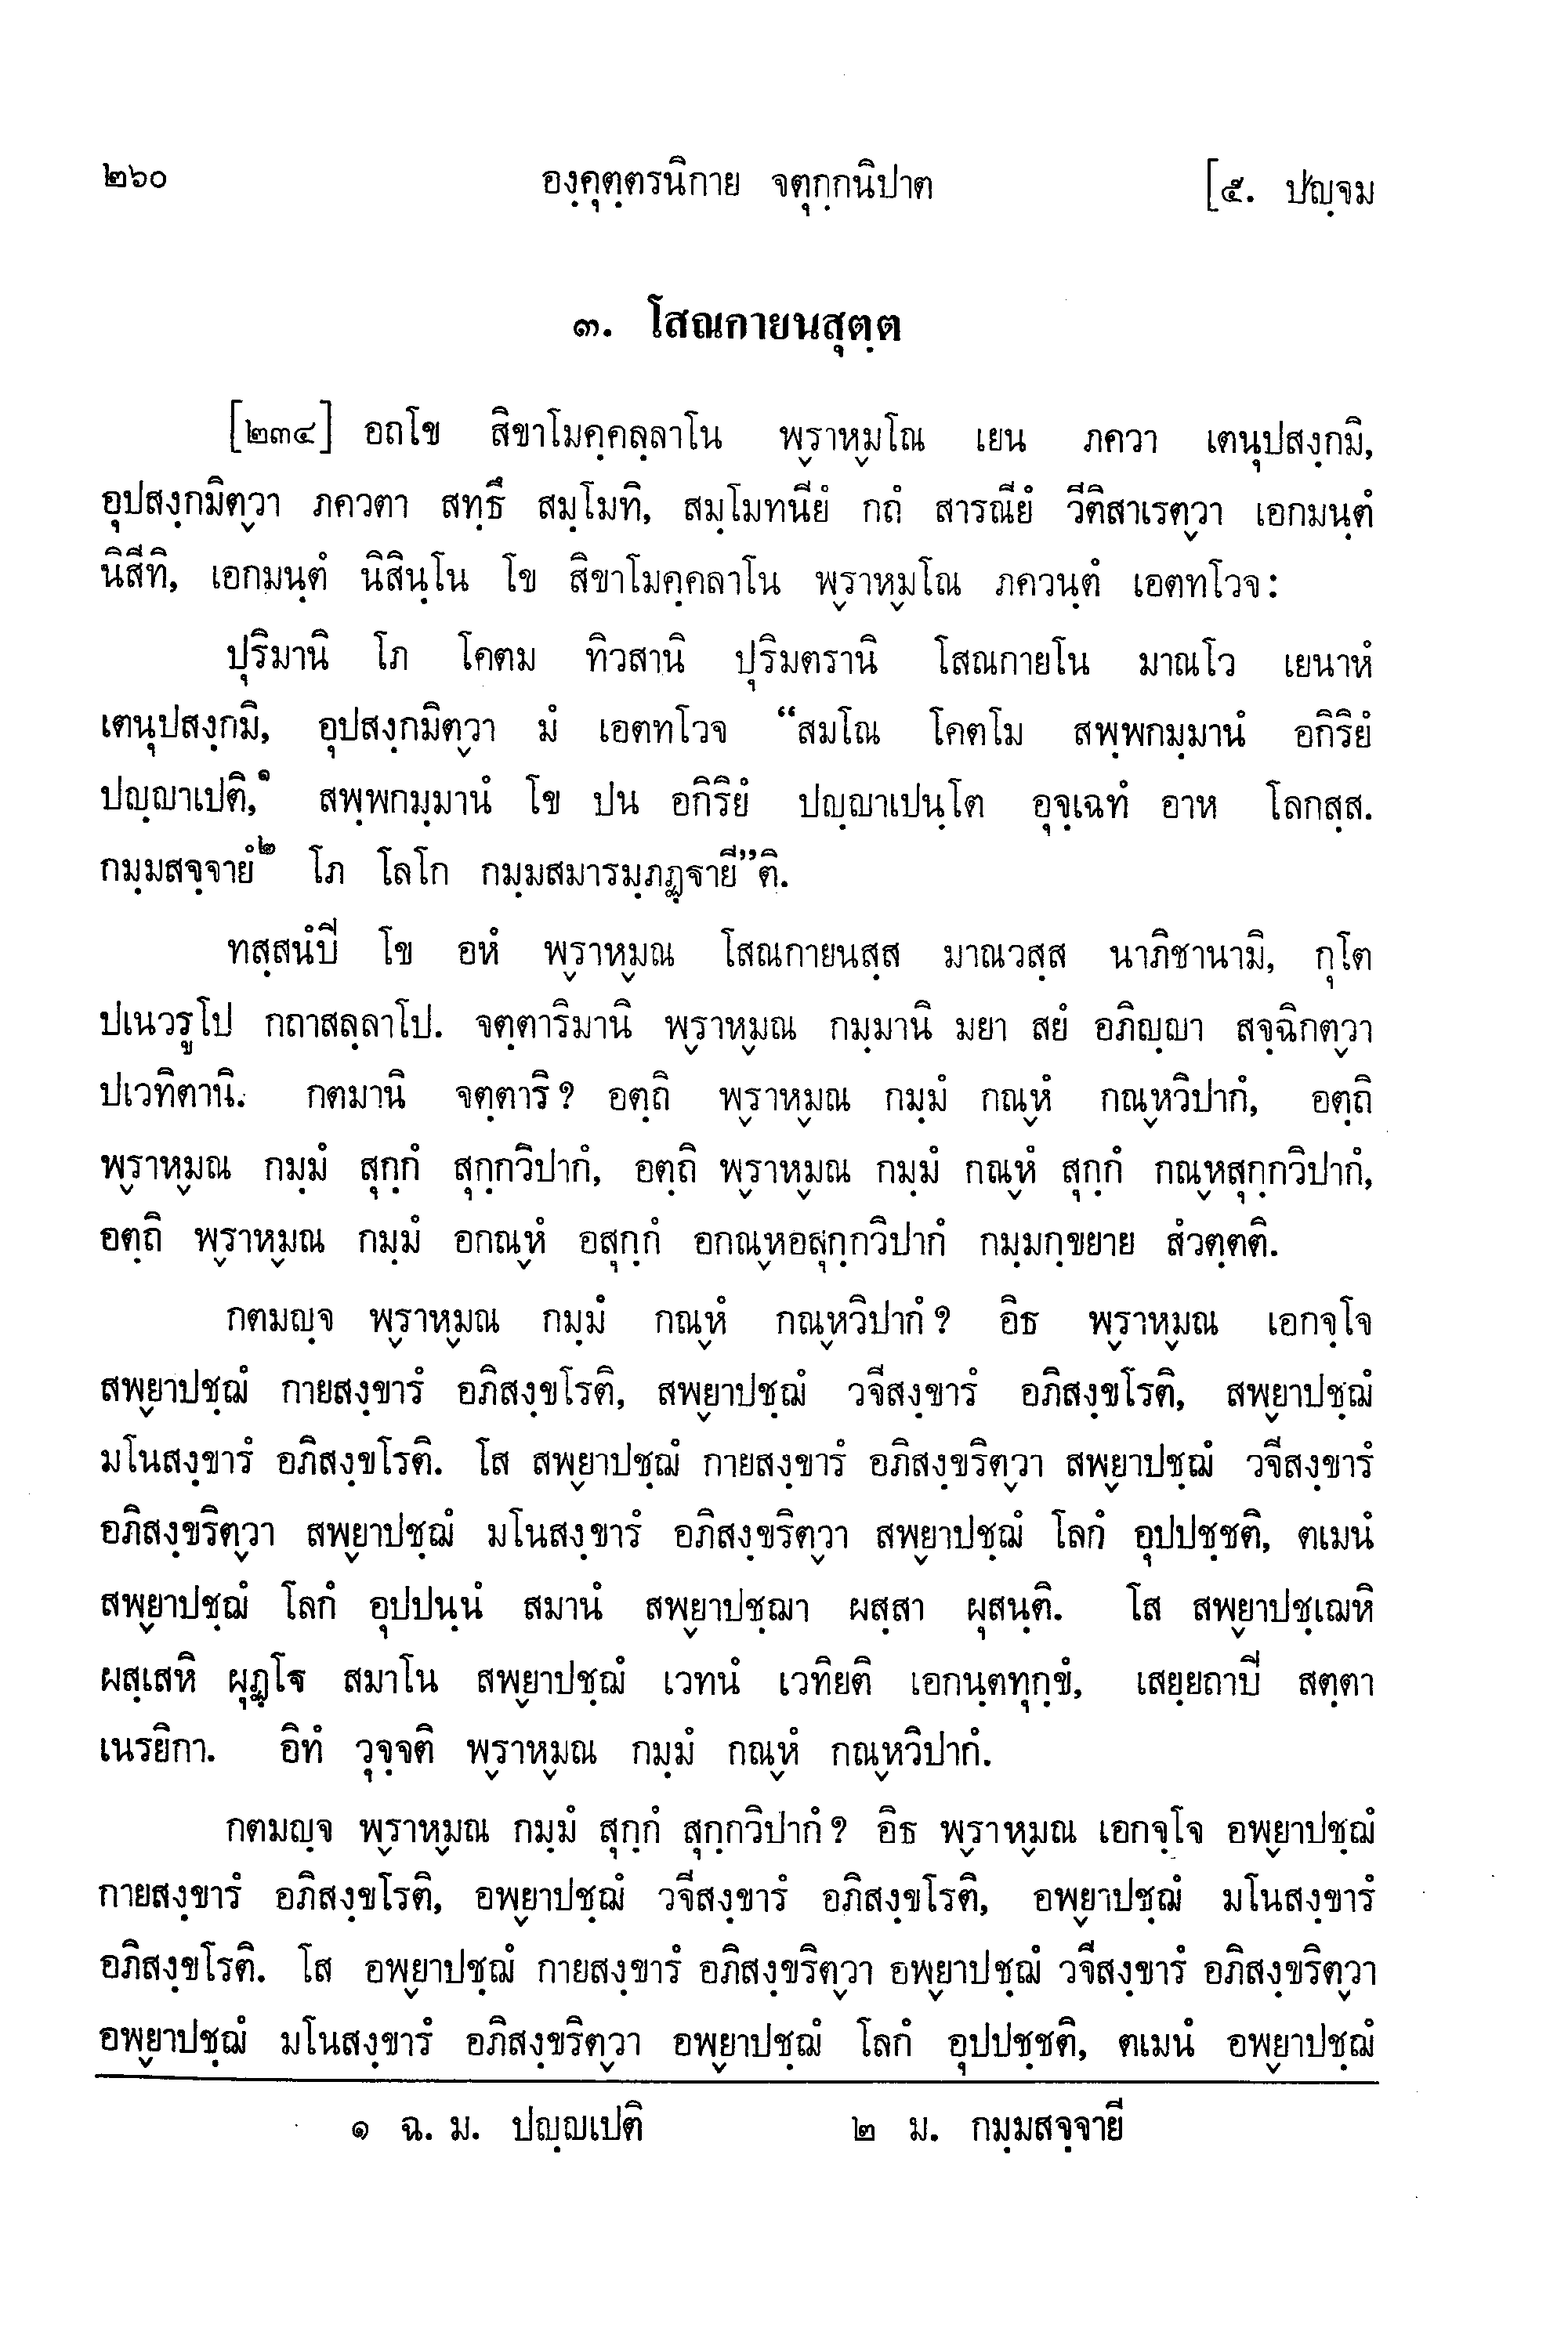 ๒๖๐ องฺคุตฺตรนิกาย จตุกฺกนิปาต [๕. ปญฺจม
๓. โสณกายนสุตฺต
[๒๓๔] อถโข สิขาโมคฺคลฺลาโน พฺราหฺมโณ เยน ภควา เตนุปสงฺกมิ,
อุปสงฺกมิตฺวา ภควตา สทฺธึ สมฺโมทิ, สมฺโมทนียํ กถํ สารณียํ วีติสาเรตฺวา เอกมนฺตํ
นิสีทิ, เอกมนฺตํ นิสินฺโน โข สิขาโมคฺคลาโน พฺราหฺมโณ ภควนฺตํ เอตทโวจ:
ปุริมานิ โภ โคตม ทิวสานิ ปุริมตรานิ โสณกายโน มาณโว เยนาหํ
เตนุปสงฺกมิ, อุปสงฺกมิตฺวา มํ เอตทโวจ “สมโณ โคตโม สพฺพกมฺมานํ อกิริยํ
ปญฺญาเปติ,๑ สพฺพกมฺมานํ โข ปน อกิริยํ ปญฺญาเปนฺโต อุจฺเฉทํ อาห โลกสฺส.
กมฺมสจฺจายํ๒ โภ โลโก กมฺมสมารมฺภฏฺฐายี”ติ.
ทสฺสนํปี โข อหํ พฺราหฺมณ โสณกายนสฺส มาณวสฺส นาภิชานามิ, กุโต
ปเนวรูโป กถาสลฺลาโป. จตฺตาริมานิ พฺราหฺมณ กมฺมานิ มยา สยํ อภิญฺญา สจฺฉิกตฺวา
ปเวทิตานิ. กตมานิ จตฺตาริ? อตฺถิ พฺราหฺมณ กมฺมํ กณฺหํ กณฺหวิปากํ, อตฺถิ
พฺราหฺมณ กมฺมํ สุกฺกํ สุกฺกวิปากํ, อตฺถิ พฺราหฺมณ กมฺมํ กณฺหํ สุกฺกํ กณฺหสุกฺกวิปากํ,
อตฺถิ พฺราหฺมณ กมฺมํ อกณฺหํ อสุกฺกํ อกณฺหอสุกฺกวิปากํ กมฺมกฺขยาย สํวตฺตติ.
กตมญฺจ พฺราหฺมณ กมฺมํ กณฺหํ กณฺหวิปากํ? อิธ พฺราหฺมณ เอกจฺโจ
สพฺยาปชฺฌํ กายสงฺขารํ อภิสงฺขโรติ, สพฺยาปชฺฌํ วจีสงฺขารํ อภิสงฺขโรติ, สพฺยาปชฺฌํ
มโนสงฺขารํ อภิสงฺขโรติ. โส สพฺยาปชฺฌํ กายสงฺขารํ อภิสงฺขริตฺวา สพฺยาปชฺฌํ วจีสงฺขารํ
อภิสงฺขริตฺวา สพฺยาปชฺฌํ มโนสงฺขารํ อภิสงฺขริตฺวา สพฺยาปชฺฌํ โลกํ อุปปชฺชติ, ตเมนํ
สพฺยาปชฺฌํ โลกํ อุปปนฺนํ สมานํ สพฺยาปชฺฌา ผสฺสา ผุสนฺติ. โส สพฺยาปชฺเฌหิ
ผสฺเสหิ ผุฏฺโฐ สมาโน สพฺยาปชฺฌํ เวทนํ เวทิยติ เอกนฺตทุกฺขํ, เสยฺยถาปี สตฺตา
เนรยิกา. อิทํ วุจฺจติ พฺราหฺมณ กมฺมํ กณฺหํ กณฺหวิปากํ.
กตมญฺจ พฺราหฺมณ กมฺมํ สุกฺกํ สุกฺกวิปากํ? อิธ พฺราหฺมณ เอกจฺโจ อพฺยาปชฺฌํ
กายสงฺขารํ อภิสงฺขโรติ, อพฺยาปชฺฌํ วจีสงฺขารํ อภิสงฺขโรติ, อพฺยาปชฺฌํ มโนสงฺขารํ
อภิสงฺขโรติ. โส อพฺยาปชฺฌํ กายสงฺขารํ อภิสงฺขริตฺวา อพฺยาปชฺฌํ วจีสงฺขารํ อภิสงฺขริตฺวา
อพฺยาปชฺฌํ มโนสงฺขารํ อภิสงฺขริตฺวา อพฺยาปชฺฌํ โลกํ อุปปชฺชติ, ตเมนํ อพฺยาปชฺฌํ
๑ ฉ. ม. ปญฺญเปติ ๒ ม. กมฺมสจฺจายี